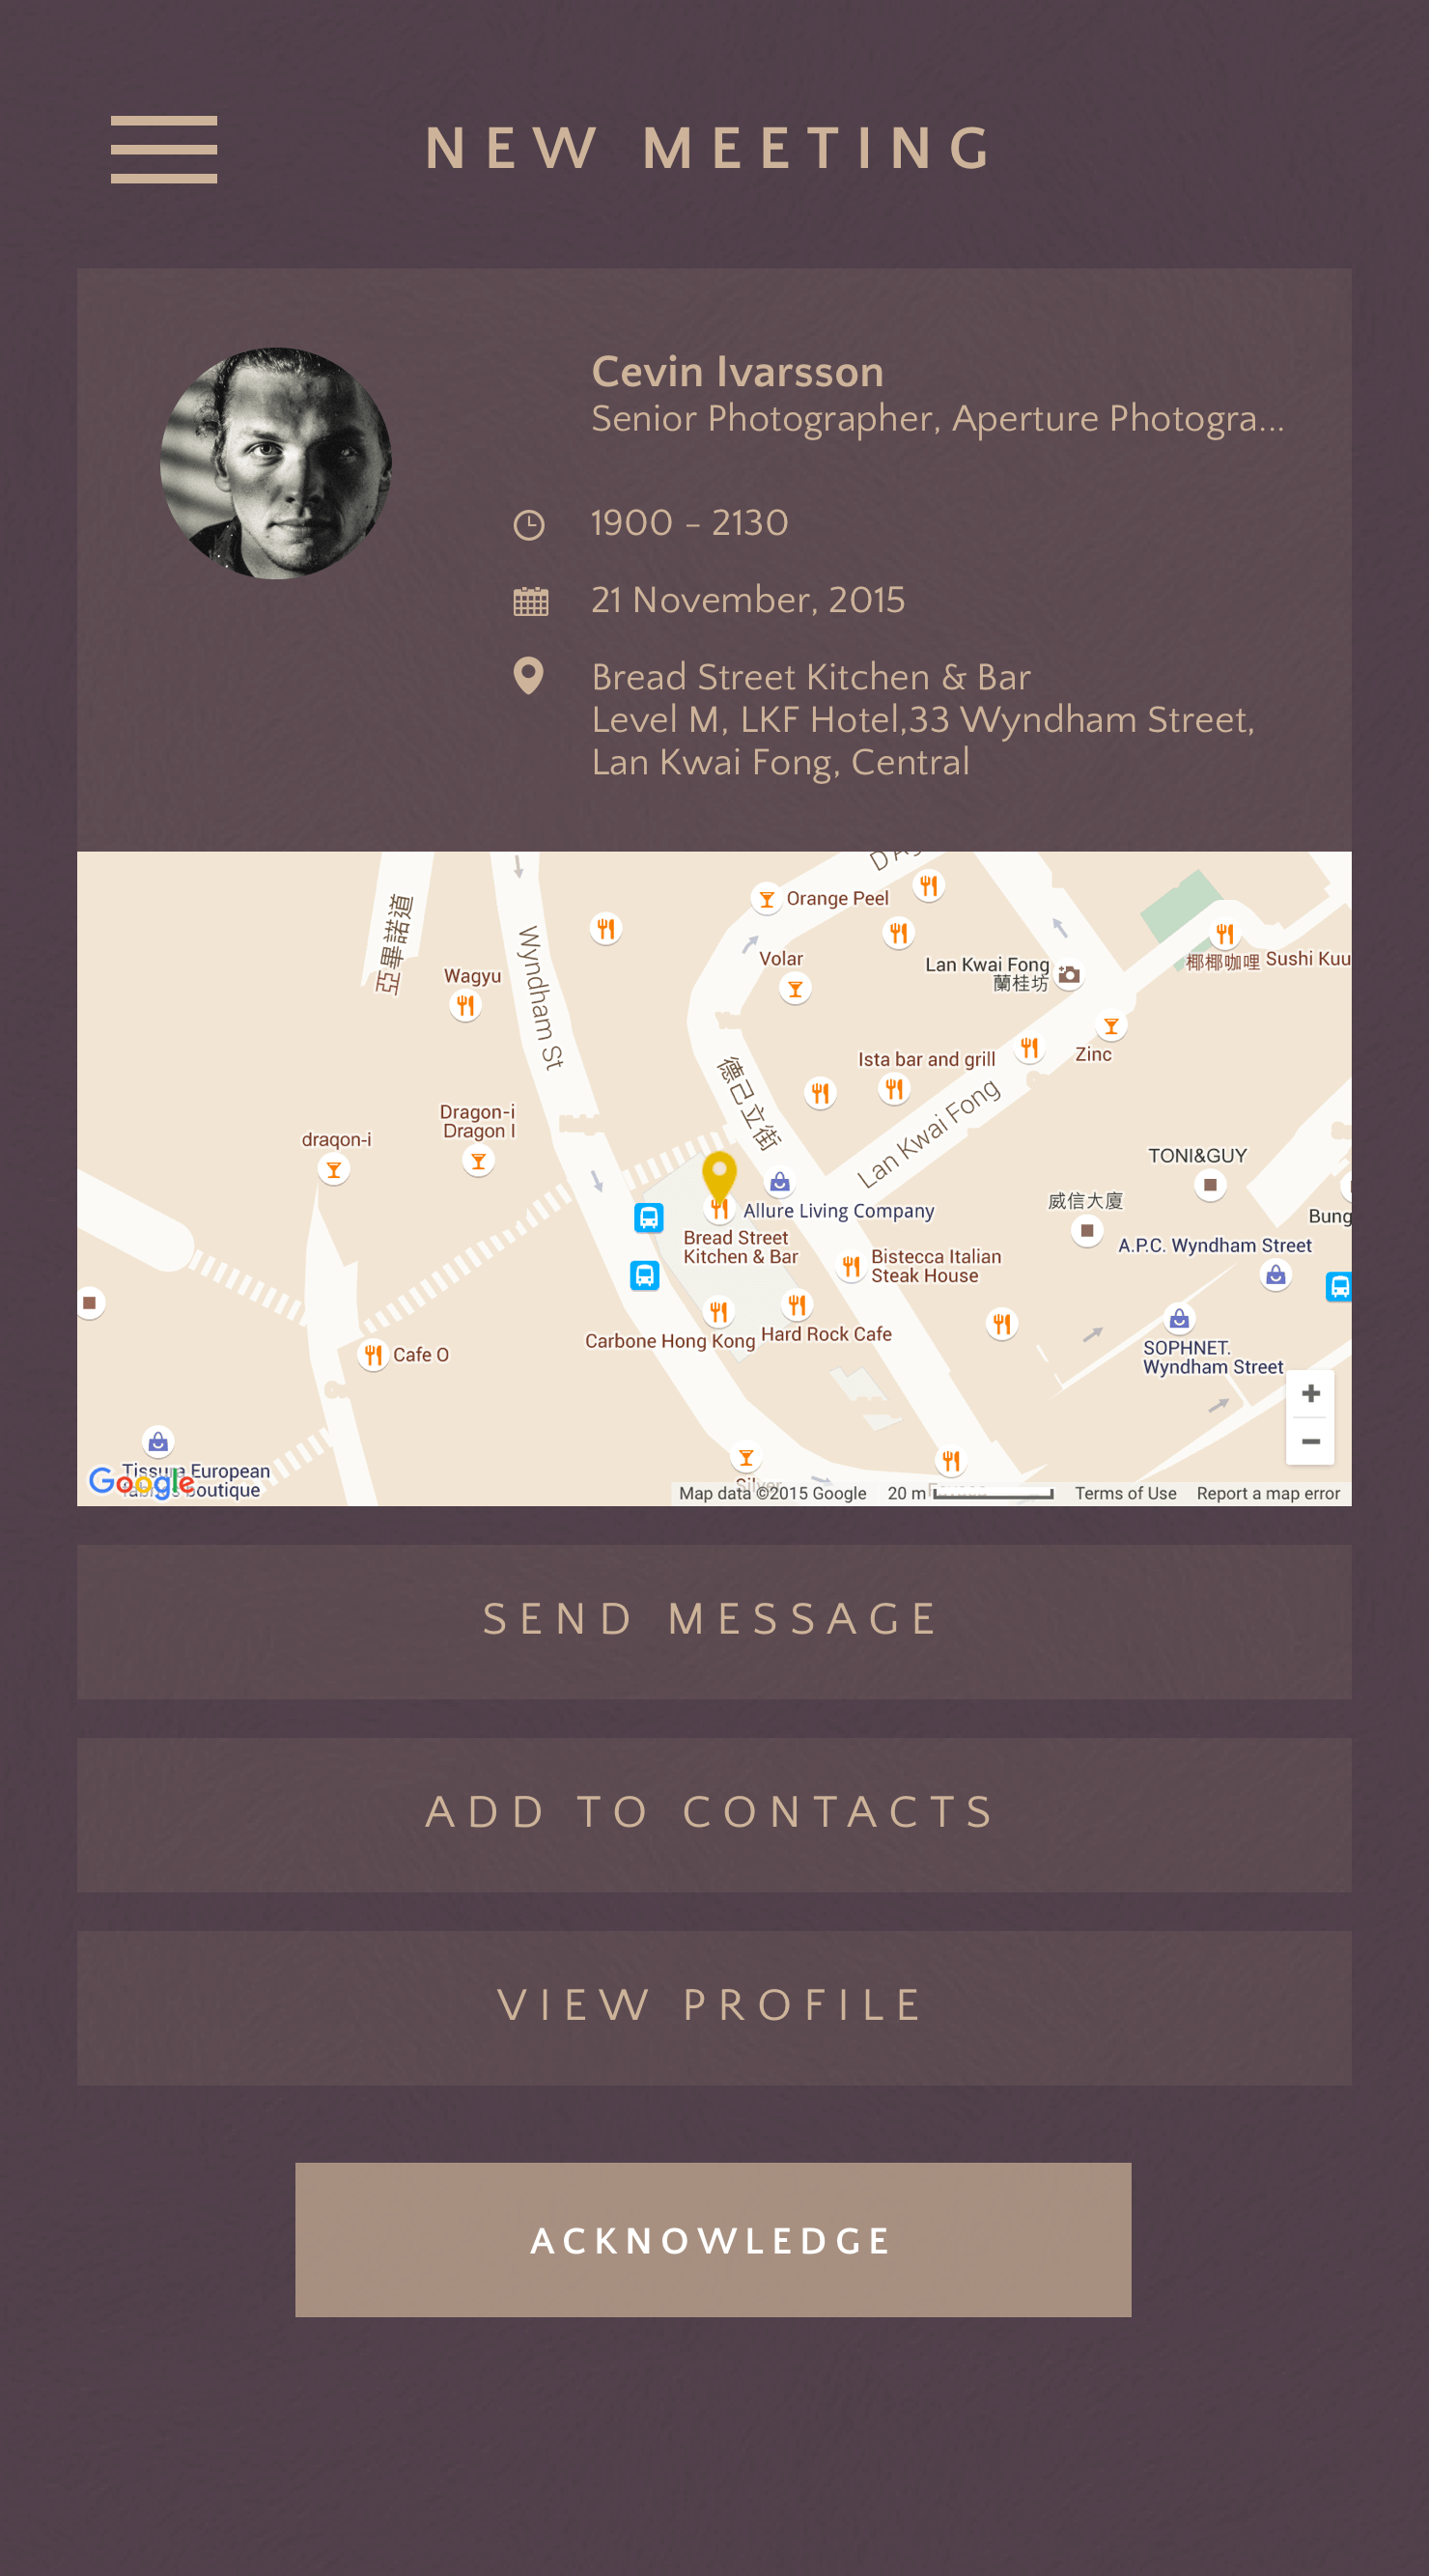 NEW MEETING
Cevin Ivarsson
Senior Photographer, Aperture Photogra...
1900 – 2130
21 November, 2015
Bread Street Kitchen & Bar
Level M, LKF Hotel,33 Wyndham Street,
Lan Kwai Fong, Central
亞畢諾道
Wyndham St
Orange Peel
Volar
Lan Kwai Fong
蘭桂坊
椰椰咖哩 Sushi Kuu
Wagyu
Zinc
Ista bar and grill
德己立街
Lan Kwai Fong
Dragon-i
Dragon I
dragon-i
TONI&GUY
威信大廈
Allure Living Company
Bung
Bread Street
Kitchen & Bar
A.P.C. Wyndham Street
Bistecca Italian
Steak House
Carbone Hong Kong
Hard Rock Cafe
Cafe O
SOPHNET.
Wyndham Street
Tissura European
boutique
Google
Silver
Map data ©2015 Google
20 m
Terms of Use
Report a map error
SEND MESSAGE
ADD TO CONTACTS
VIEW PROFILE
ACKNOWLEDGE